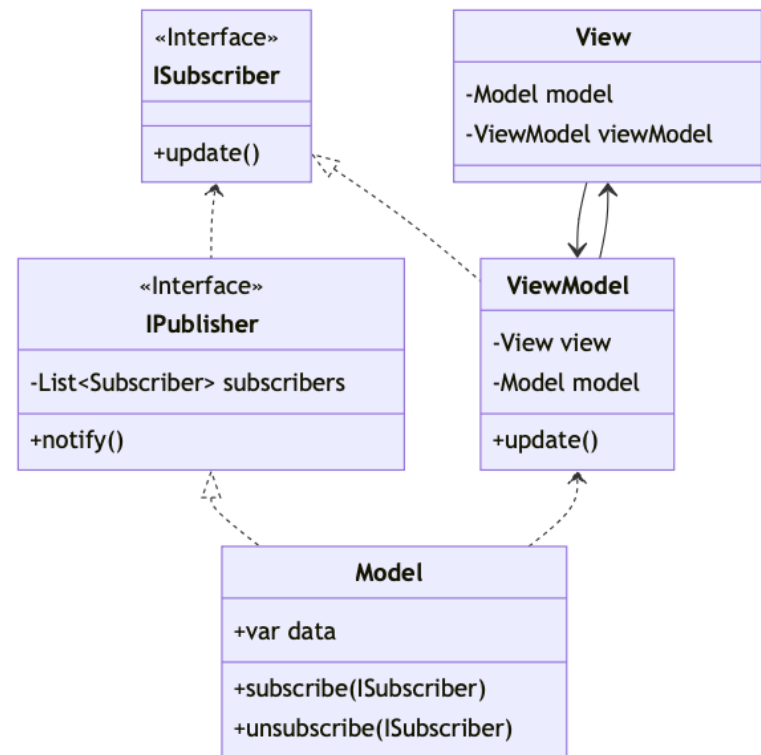 «Interface»
ISubscriber
+update()
View
-Model model
-ViewModel viewModel
«Interface»
IPublisher
-List<Subscriber> subscribers
+notify()
ViewModel
-View view
-Model model
+update()
Model
+var data
+subscribe(ISubscriber)
+unsubscribe(ISubscriber)